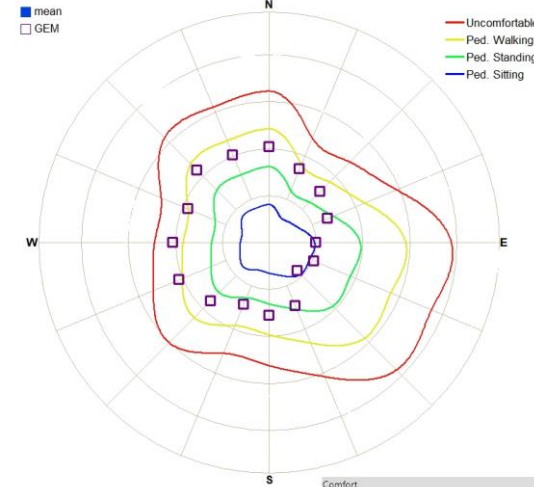 mean
GEM
N
Uncomfortable
Ped. Walking
Ped. Standing
Ped. Sitting
W
E
S
Comfort